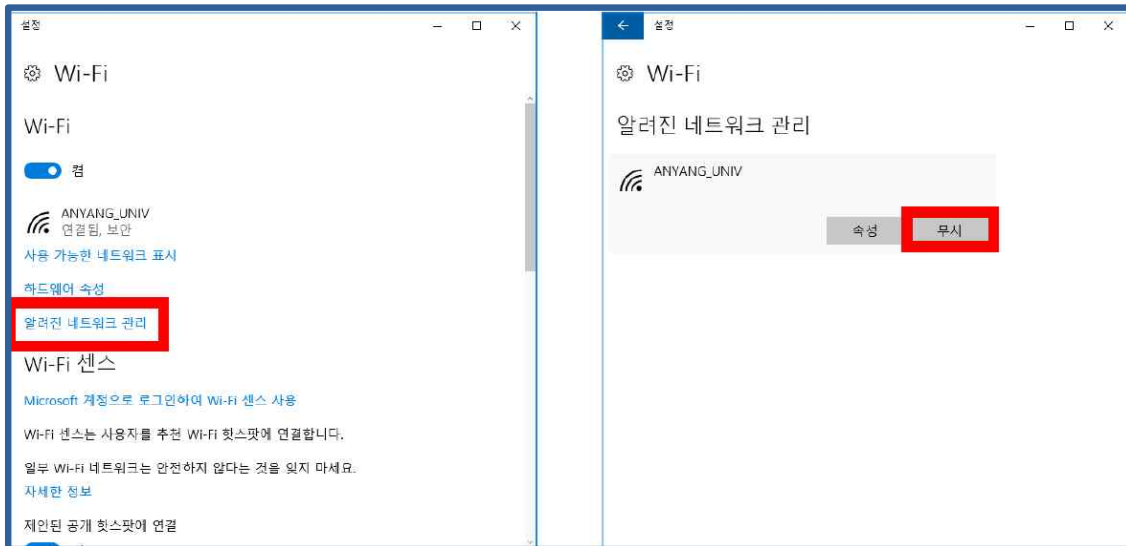 설정
Wi-Fi
Wi-Fi
켬
ANYANG_UNIV
연결됨, 보안
사용 가능한 네트워크 표시
하드웨어 속성
알려진 네트워크 관리
Wi-Fi 센스
Microsoft 계정으로 로그인하여 Wi-Fi 센스 사용
Wi-Fi 센스는 사용자를 추천 Wi-Fi 핫스팟에 연결합니다.
일부 Wi-Fi 네트워크는 안전하지 않다는 것을 잊지 마세요.
자세한 정보
제안된 공개 핫스팟에 연결
설정
Wi-Fi
알려진 네트워크 관리
ANYANG_UNIV
속성
무시